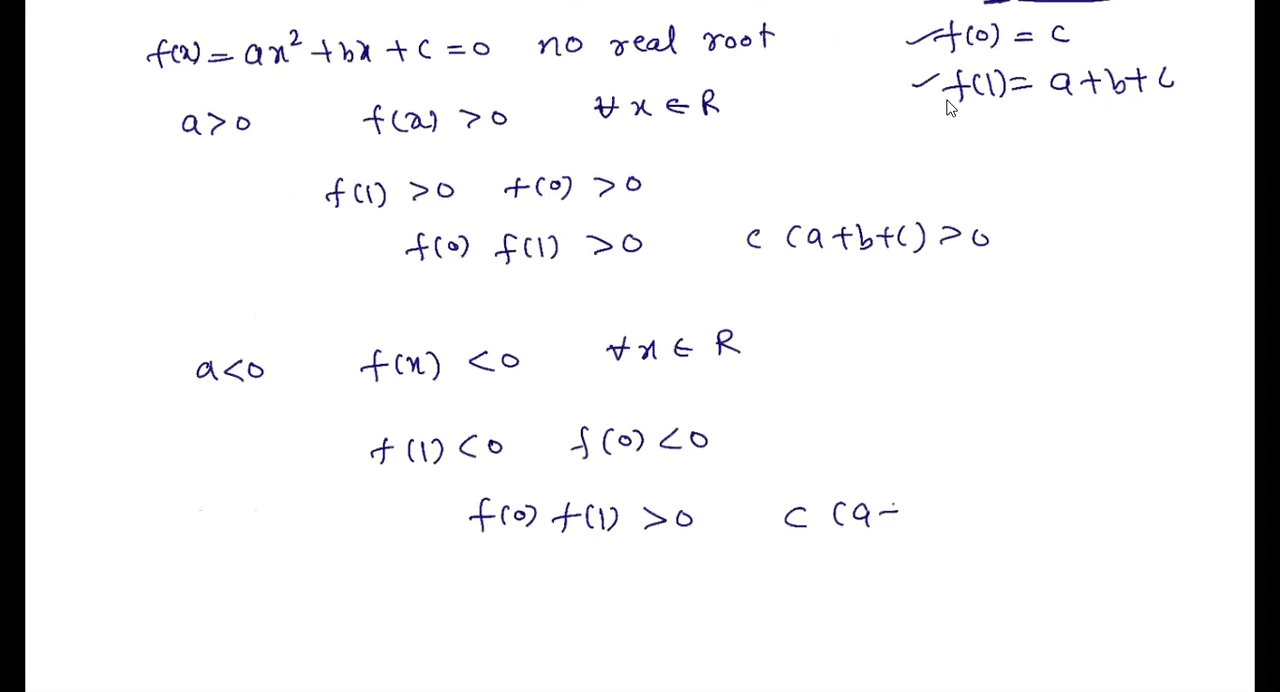 f(x) = ax² + bx + c = 0 no real root
f(0) = c
f(1) = a+b+c
a>0 f(x) >0 ∀ x ∈ R
f(1) >0 f(0) >0
f(0) f(1) >0 c (a+b+c) >0
a<0 f(x) <0 ∀ x ∈ R
f(1) <0 f(0) <0
f(0) f(1) >0 c (a-